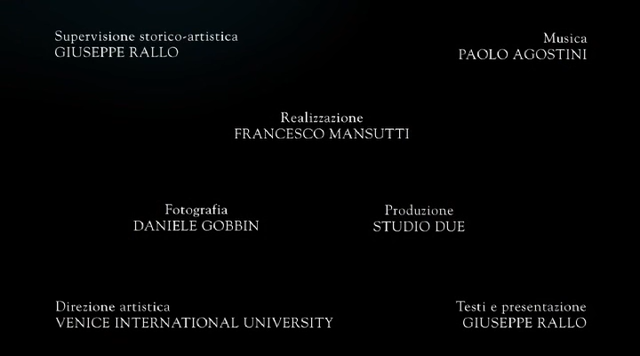 Supervisione storico-artistica
GIUSEPPE RALLO
Musica
PAOLO AGOSTINI
Realizzazione
FRANCESCO MANSUTTI
Fotografia
DANIELE GOBBIN
Produzione
STUDIO DUE
Direzione artistica
VENICE INTERNATIONAL UNIVERSITY
Testi e presentazione
GIUSEPPE RALLO